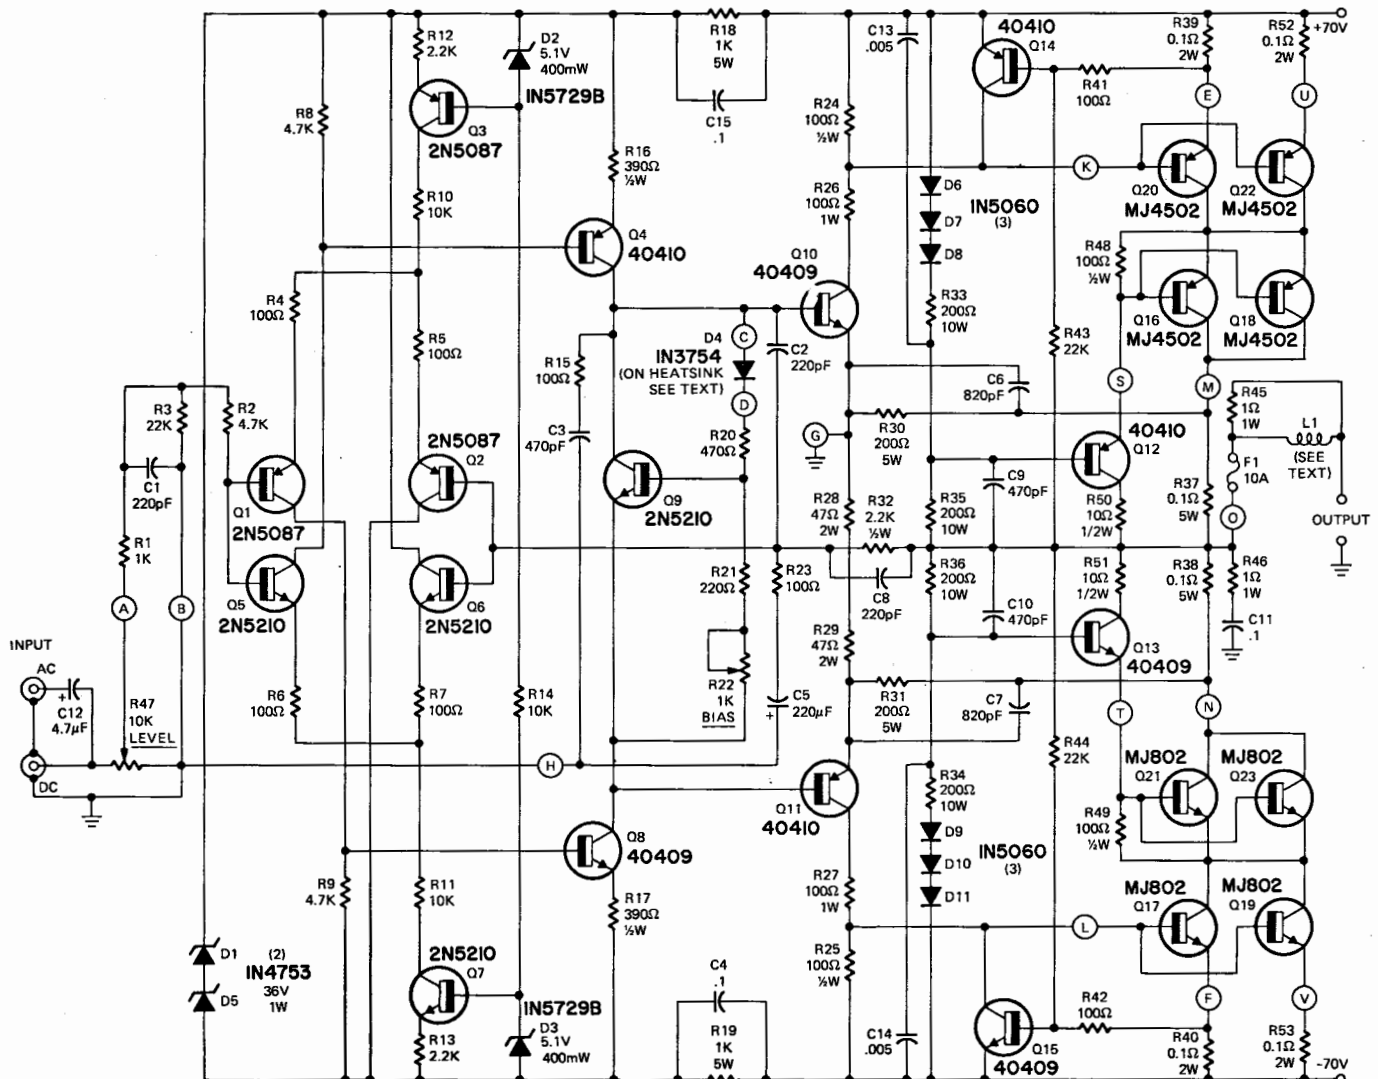 R12
2.2K
D2
5.1V
400mW
IN5729B
R8
4.7K
Q3
2N5087
R10
10K
R4
100Ω
R5
100Ω
R3
22K
R2
4.7K
C1
220pF
R1
1K
A
B
Q1
2N5087
2N5087
Q2
Q5
2N5210
Q6
2N5210
INPUT
AC
+
C12
4.7μF
DC
R47
10K
LEVEL
R6
100Ω
R7
100Ω
R14
10K
R9
4.7K
R11
10K
2N5210
Q7
D1
(2)
IN4753
36V
1W
D5
R13
2.2K
IN5729B
D3
5.1V
400mW
R18
1K
5W
C15
.1
R16
390Ω
½W
Q4
40410
R15
100Ω
C3
470pF
D4
IN3754
(ON HEATSINK
SEE TEXT)
C
D
C2
220pF
R20
470Ω
Q9
2N5210
R21
220Ω
R23
100Ω
R22
1K
BIAS
C5
220μF
+
H
Q8
40409
R17
390Ω
½W
C4
.1
R19
1K
5W
C13
.005
R24
100Ω
½W
R26
100Ω
1W
Q10
40409
D6
D7
D8
IN5060
(3)
R33
200Ω
10W
C6
820pF
G
R30
200Ω
5W
R28
47Ω
2W
R32
2.2K
½W
C8
220pF
R35
200Ω
10W
C9
470pF
R36
200Ω
10W
C10
470pF
R29
47Ω
2W
R31
200Ω
5W
C7
820pF
Q11
40410
R34
200Ω
10W
D9
D10
D11
IN5060
(3)
R27
100Ω
1W
R25
100Ω
½W
C14
.005
40410
Q14
R41
100Ω
R39
0.1Ω
2W
R52
0.1Ω
2W
+70V
E
U
K
Q20
MJ4502
Q22
MJ4502
R48
100Ω
½W
Q16
MJ4502
Q18
MJ4502
R43
22K
S
M
40410
Q12
R50
10Ω
1/2W
R51
10Ω
1/2W
R37
0.1Ω
5W
R38
0.1Ω
5W
R45
1Ω
1W
L1
(SEE
TEXT)
F1
10A
O
OUTPUT
R46
1Ω
1W
C11
.1
Q13
40409
T
N
R44
22K
MJ802
Q21
MJ802
Q23
R49
100Ω
½W
MJ802
Q17
MJ802
Q19
L
F
V
R42
100Ω
Q15
40409
R40
0.1Ω
2W
R53
0.1Ω
2W
-70V